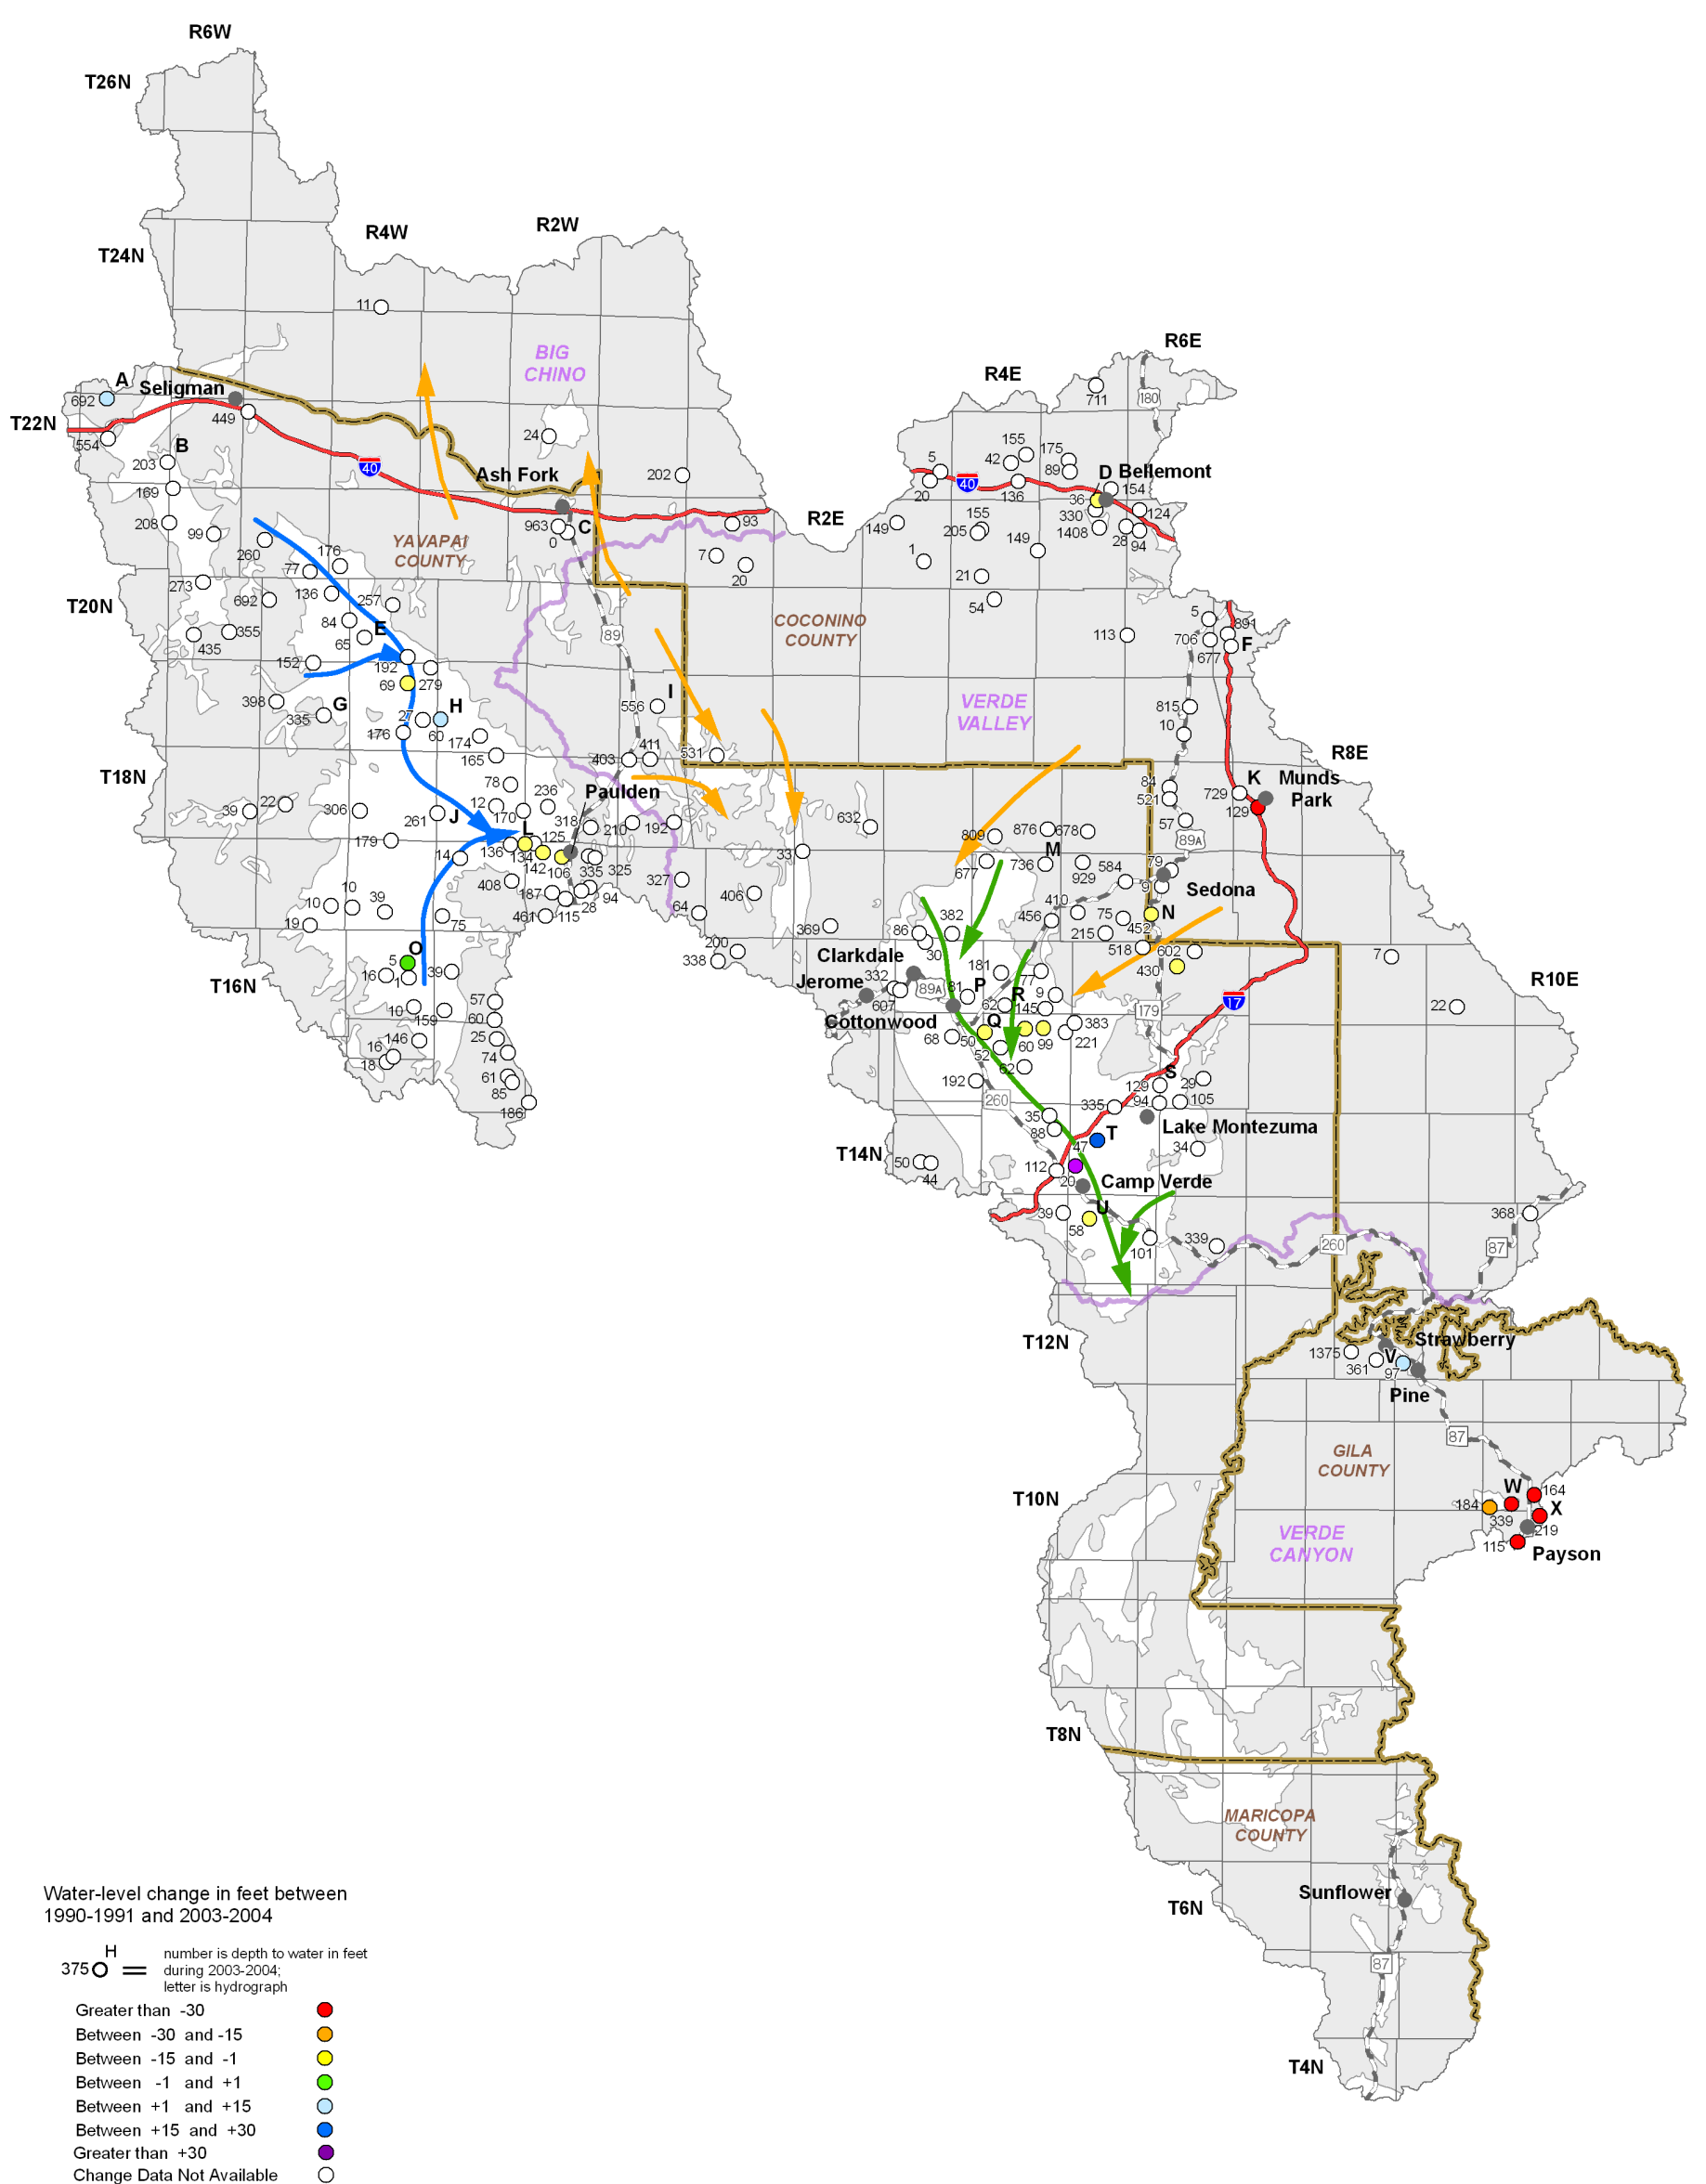 R6W
T26N
R4W
R2W
T24N
11
BIG
CHINO
R6E
R4E
A
Seligman
692
T22N
449
554
711
180
24
B
203
40
Ash Fork
202
169
155
175
5
42
89
D Bellemont
40
20
136
36
154
R2E
208
99
963
C
0
93
149
155
205
330
1408
124
28
94
YAVAPAI
COUNTY
260
176
77
7
20
1
149
21
273
T20N
692
136
257
54
84
E
65
355
435
89
COCONINO
COUNTY
113
5
891
706
677
F
152
192
69
279
398
335
G
27
H
60
I
556
VERDE
VALLEY
815
10
176
174
165
403
411
531
R8E
T18N
78
Paulden
236
84
521
K
Munds
Park
729
129
39
22
306
12
170
261
J
L
318
210
192
632
57
89A
809
876
678
M
179
14
136
134
125
142
106
335
325
33
677
736
929
584
79
9
Sedona
408
187
461
115
28
94
327
64
406
10
10
39
19
75
369
86
382
30
456
410
75
215
452
N
518
602
430
7
O
5
16
1
39
T16N
200
338
Clarkdale
332
Jerome
607
89A
81
181
P
77
9
R
62
145
Cottonwood
R10E
22
17
179
10
159
57
60
25
146
16
18
74
61
85
186
68
50
Q
52
60
99
383
221
62
192
260
S
129
29
94
105
335
Lake Montezuma
35
88
47
T
34
T14N
50
44
112
20
Camp Verde
39
58
U
101
339
260
368
87
T12N
Strawberry
1375
361
V
97
Pine
87
GILA
COUNTY
T10N
W
164
184
339
X
219
115
Payson
VERDE
CANYON
T8N
MARICOPA
COUNTY
T6N
Sunflower
87
T4N
Water-level change in feet between
1990-1991 and 2003-2004
H
375
number is depth to water in feet
during 2003-2004;
letter is hydrograph
Greater than -30
Between -30 and -15
Between -15 and -1
Between -1 and +1
Between +1 and +15
Between +15 and +30
Greater than +30
Change Data Not Available